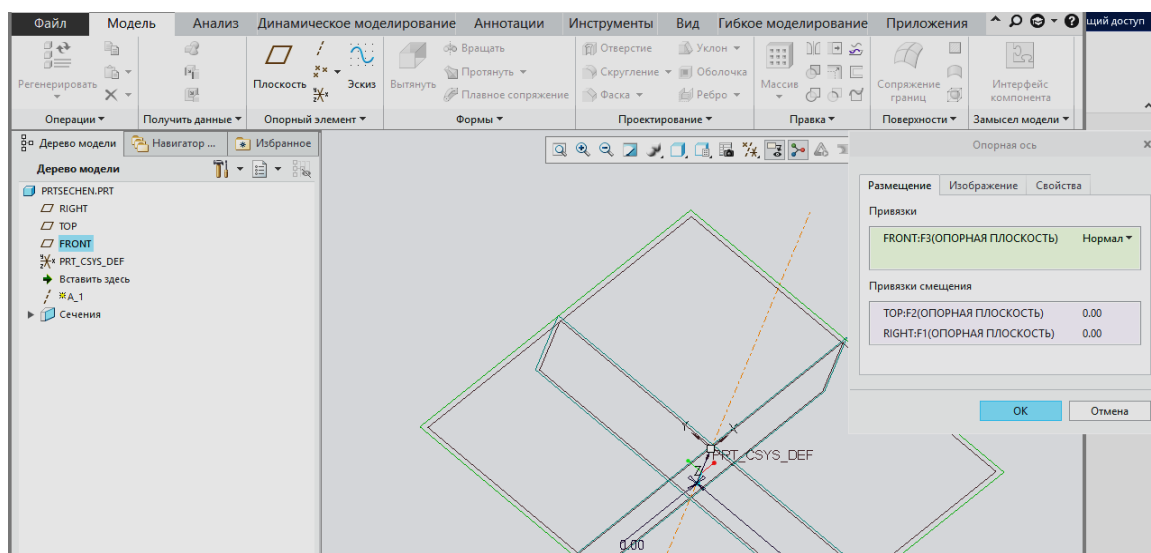 Файл Модель Анализ Динамическое моделирование Аннотации Инструменты Вид Гибкое моделирование Приложения щий доступ
Вращать Отверстие Уклон
Протянуть Скругление Оболочка
Регенерировать Плоскость Эскиз Вытянуть Массив Сопряжение границ Интерфейс компонента
Плавное сопряжение Фаска Ребро
Операции Получить данные Опорный элемент Формы Проектирование Правка Поверхности Замысел модели
Дерево модели Навигатор ... Избранное
Дерево модели
PRTSECHEN.PRT
RIGHT
TOP
FRONT
PRT_CSYS_DEF
Вставить здесь
A_1
Сечения
Y X
PRT_CSYS_DEF
Z
0.00
Опорная ось
Размещение Изображение Свойства
Привязки
FRONT:F3(ОПОРНАЯ ПЛОСКОСТЬ) Нормал
Привязки смещения
TOP:F2(ОПОРНАЯ ПЛОСКОСТЬ) 0.00
RIGHT:F1(ОПОРНАЯ ПЛОСКОСТЬ) 0.00
OK Отмена